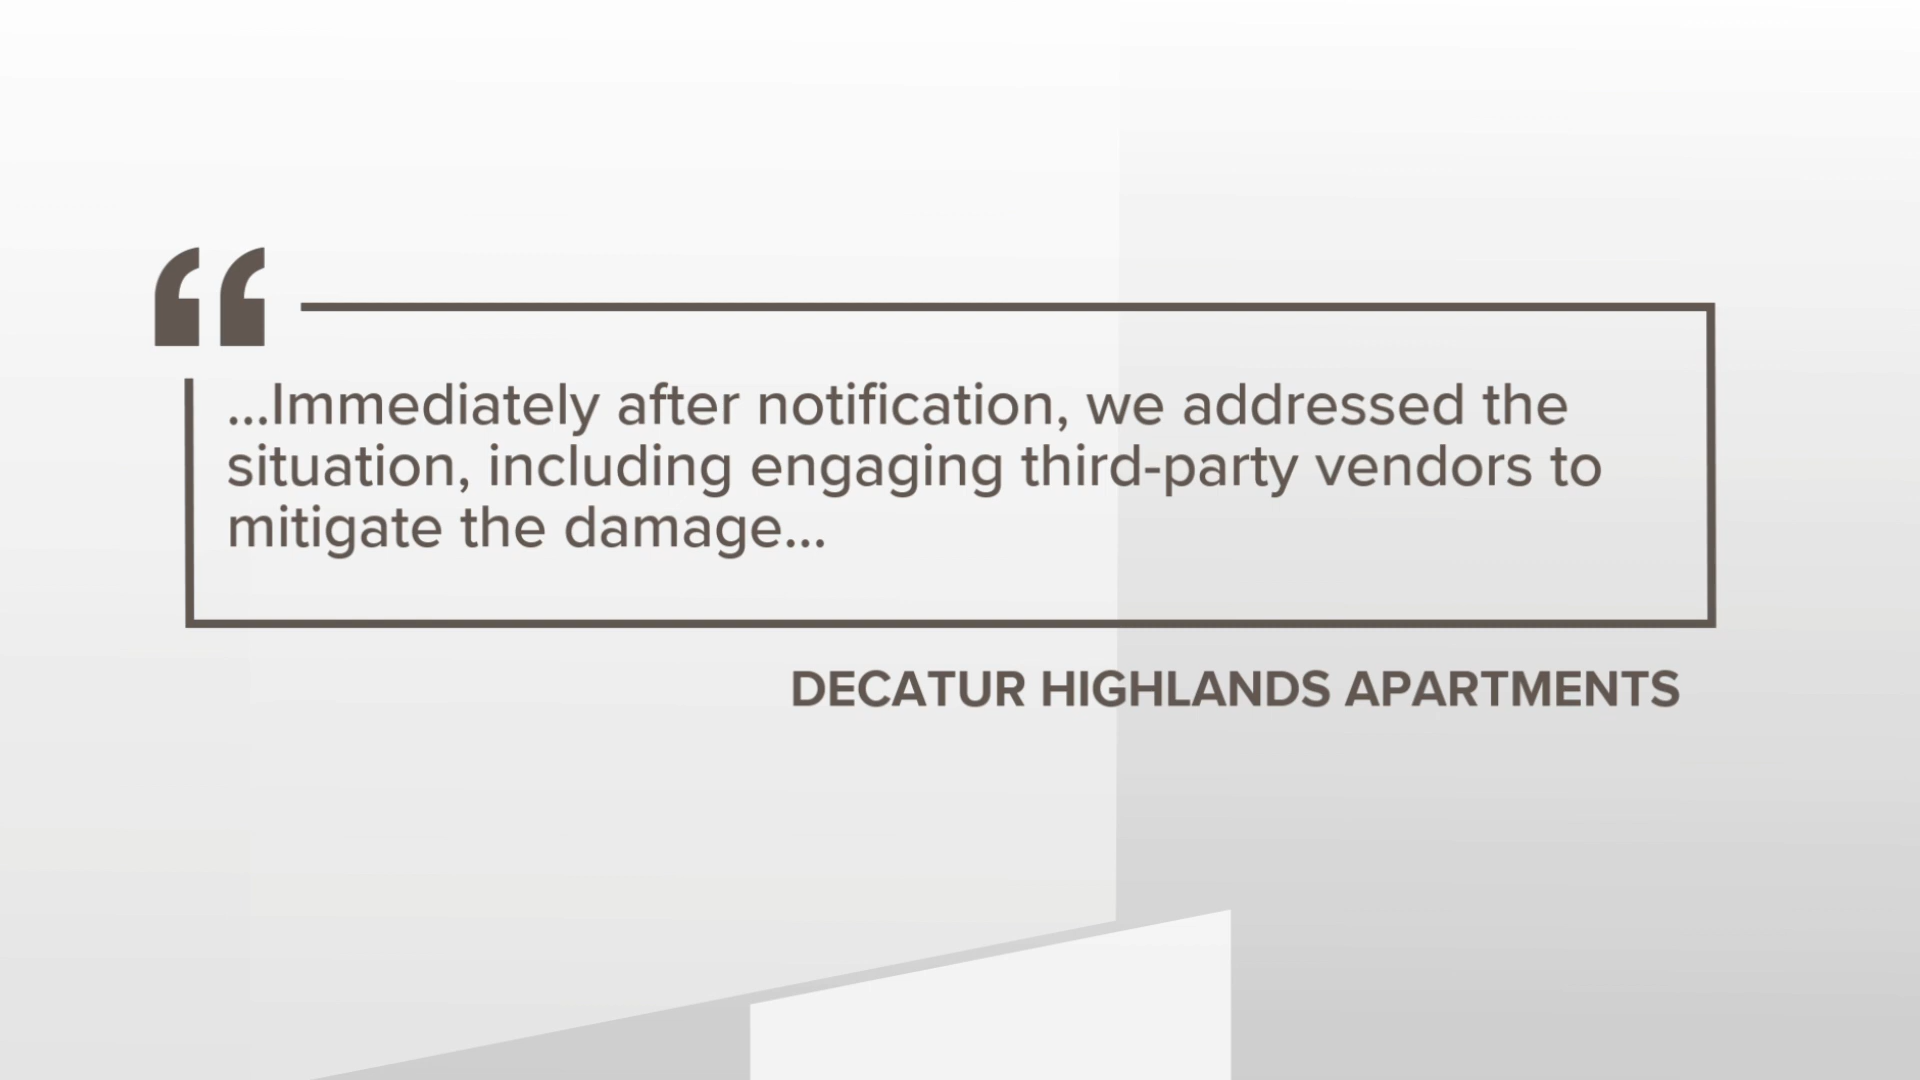 “
...Immediately after notification, we addressed the
situation, including engaging third-party vendors to
mitigate the damage...
DECATUR HIGHLANDS APARTMENTS